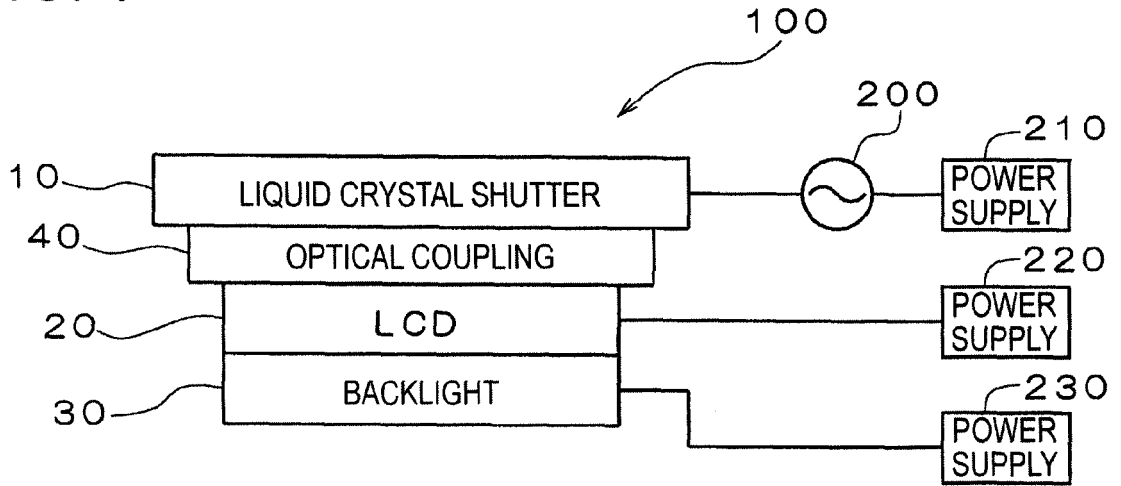 100
200
210
10
LIQUID CRYSTAL SHUTTER
POWER
SUPPLY
40
OPTICAL COUPLING
220
20
LCD
POWER
SUPPLY
30
BACKLIGHT
230
POWER
SUPPLY